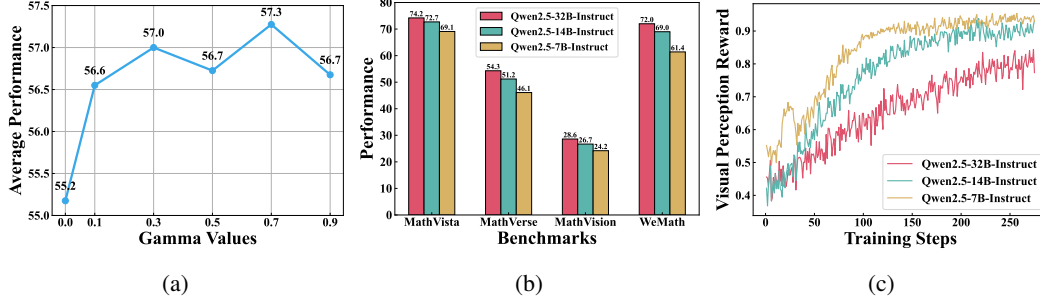 57.5
57.0
56.5
56.0
55.5
55.0
Average Perfomance
55.2
56.6
57.0
56.7
57.3
56.7
0.0 0.1 0.3 0.5 0.7 0.9
Gamma Values
(a)
80
70
60
50
40
30
20
10
0
Performance
Qwen2.5-32B-Instruct
Qwen2.5-14B-Instruct
Qwen2.5-7B-Instruct
74.2 72.7 69.1
54.3 51.2 46.1
28.6 26.7 24.2
72.0 69.0 61.4
MathVista MathVerse MathVision WeMath
Benchmarks
(b)
0.9
0.8
0.7
0.6
0.5
0.4
Visual Perception Reward
Qwen2.5-32B-Instruct
Qwen2.5-14B-Instruct
Qwen2.5-7B-Instruct
0 50 100 150 200 250
Training Steps
(c)